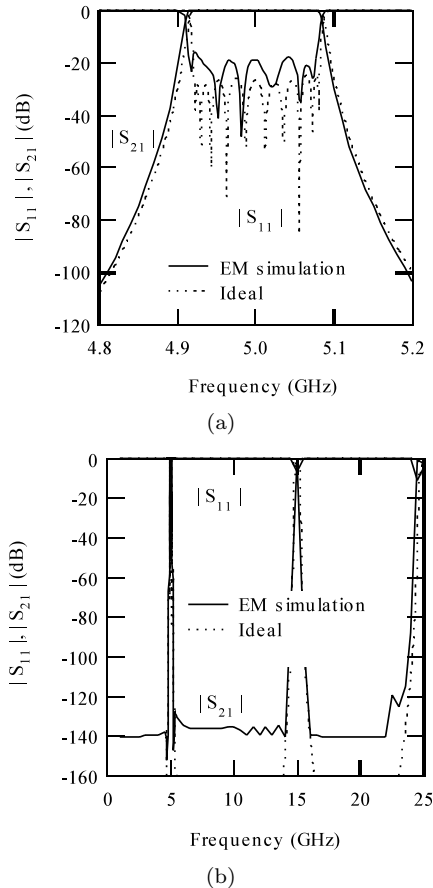 0
-20
-40
-60
-80
-100
-120
| S11 |, | S21 | (dB)
| S21 |
| S11 |
EM simulation
Ideal
4.8 4.9 5.0 5.1 5.2
Frequency (GHz)
(a)
0
-20
-40
-60
-80
-100
-120
-140
-160
| S11 |, | S21 | (dB)
| S11 |
EM simulation
Ideal
| S21 |
0 5 10 15 20 25
Frequency (GHz)
(b)